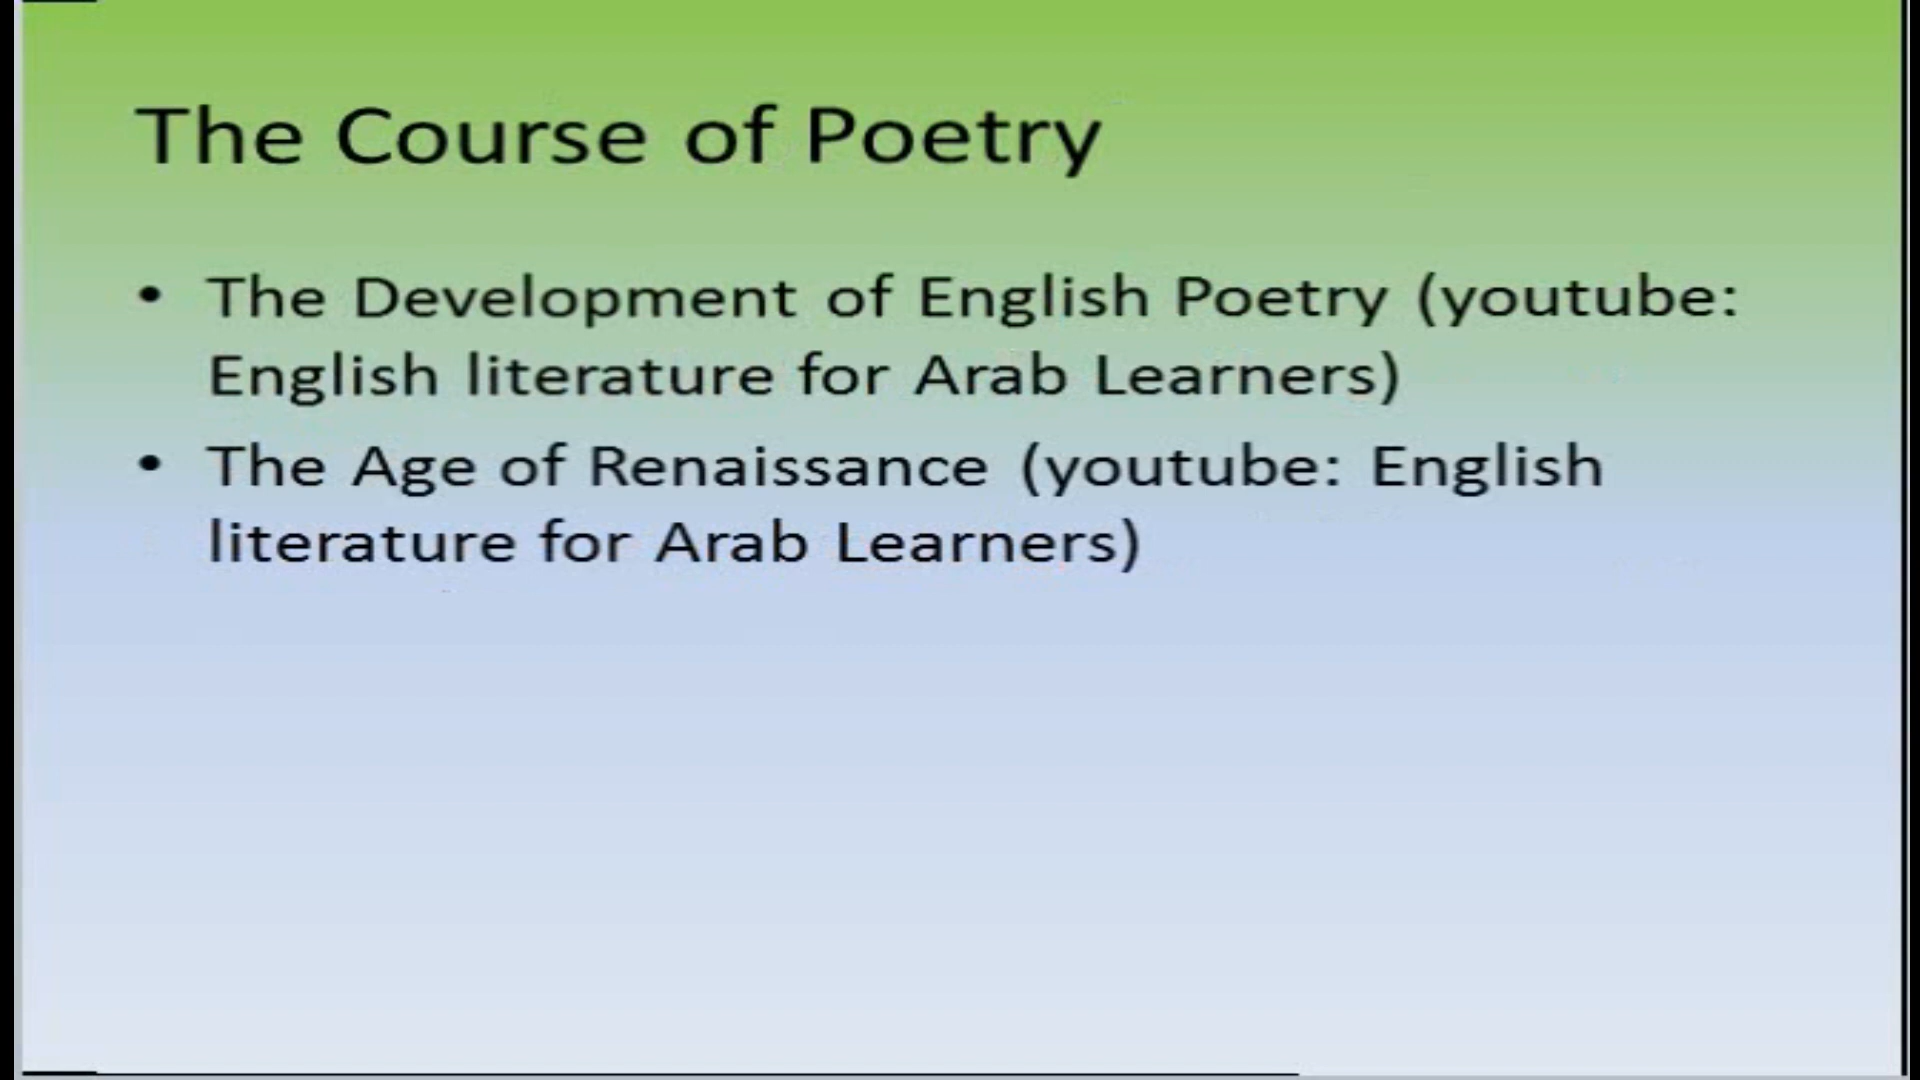 The Course of Poetry
• The Development of English Poetry (youtube:
English literature for Arab Learners)
• The Age of Renaissance (youtube: English
literature for Arab Learners)